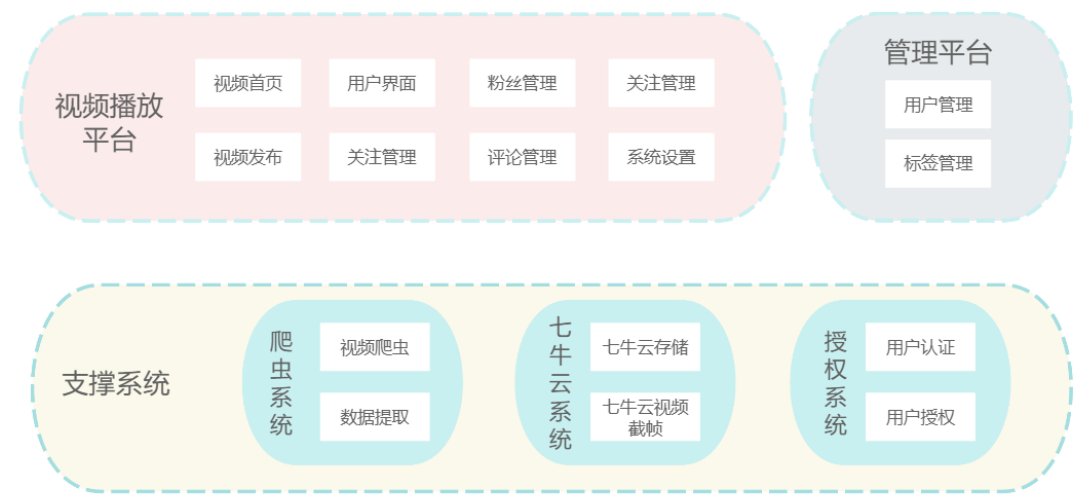 视频播放
平台
视频首页
用户界面
粉丝管理
关注管理
视频发布
关注管理
评论管理
系统设置
管理平台
用户管理
标签管理
支撑系统
爬虫系统
视频爬虫
数据提取
七牛云系统
七牛云存储
七牛云视频
截帧
授权系统
用户认证
用户授权